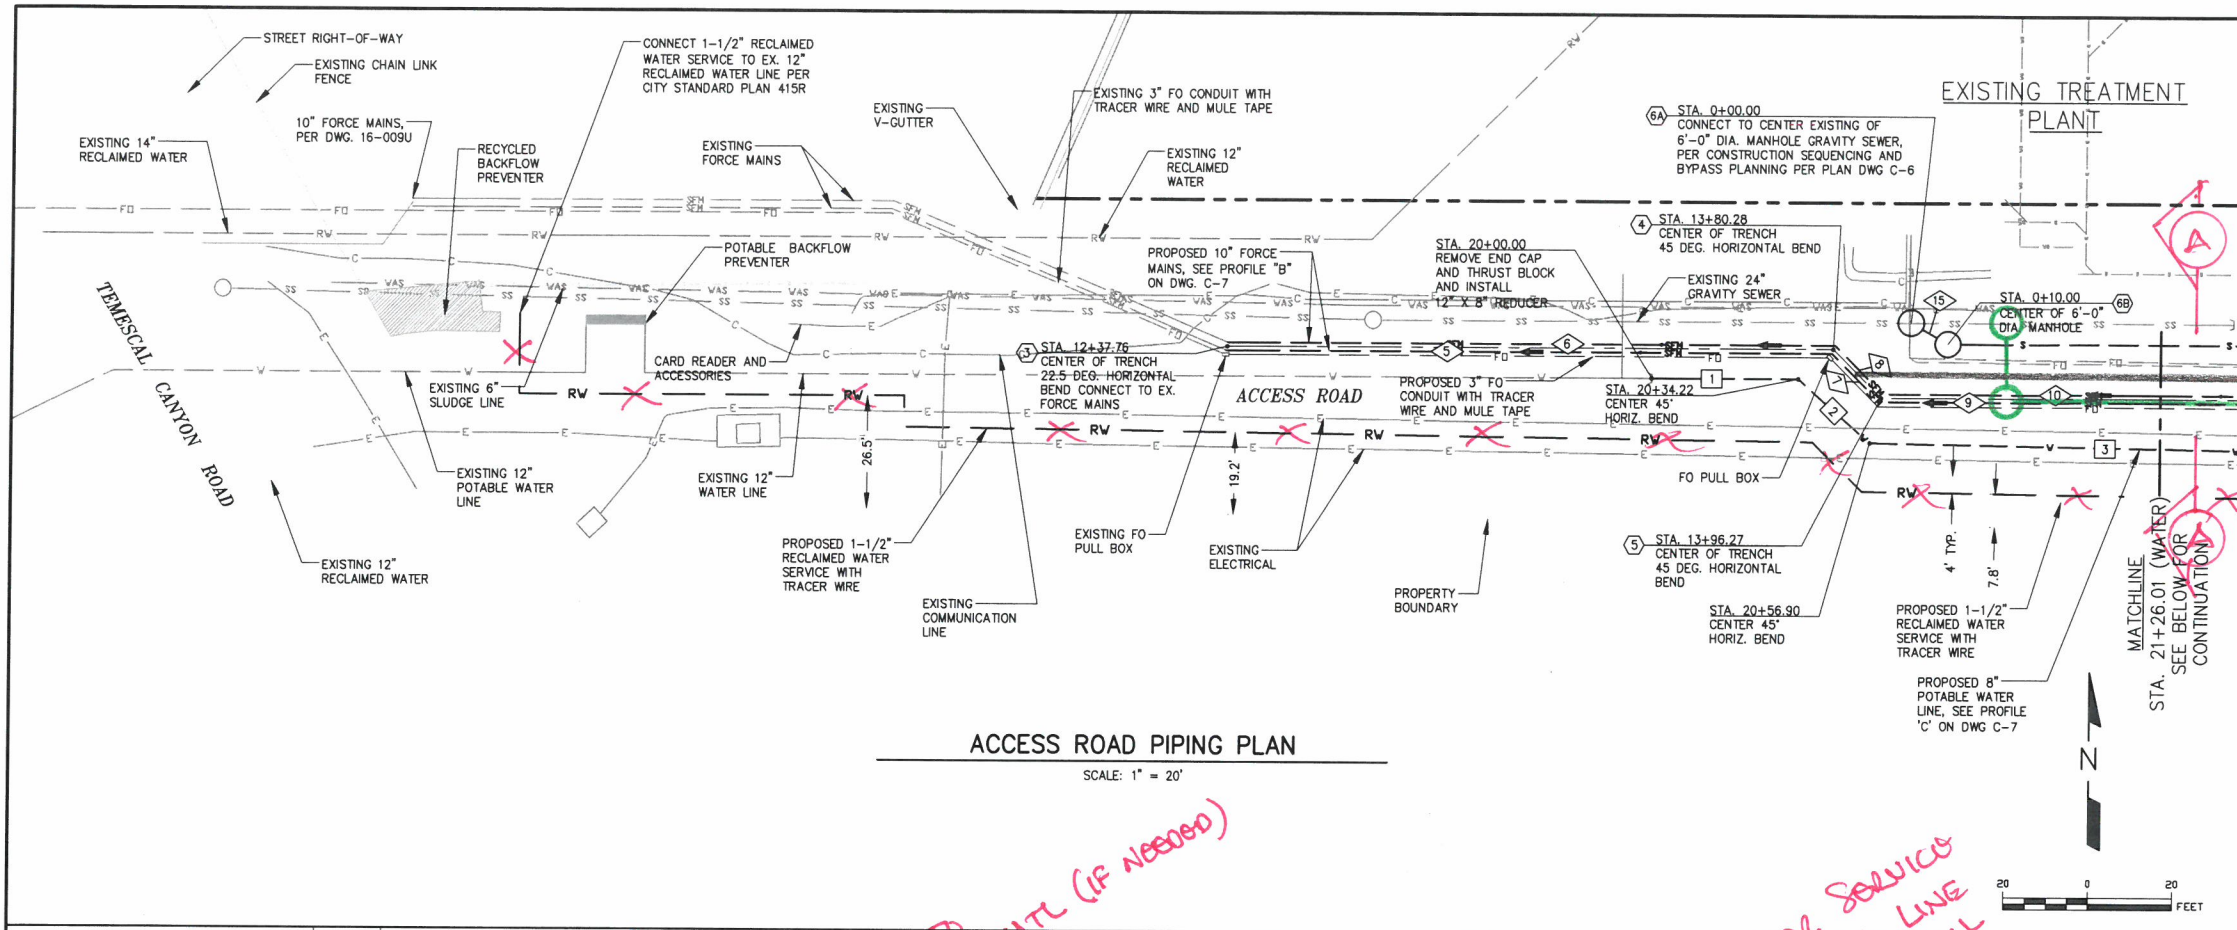 STREET RIGHT-OF-WAY
EXISTING CHAIN LINK
FENCE
CONNECT 1-1/2" RECLAIMED
WATER SERVICE TO EX. 12"
RECLAIMED WATER LINE PER
CITY STANDARD PLAN 415R
10" FORCE MAINS,
PER DWG. 16-009U
EXISTING 14"
RECLAIMED WATER
RECYCLED
BACKFLOW
PREVENTER
EXISTING
FORCE MAINS
EXISTING
V-GUTTER
EXISTING 3" FO CONDUIT WITH
TRACER WIRE AND MULE TAPE
EXISTING 12"
RECLAIMED
WATER
6A STA. 0+00.00
CONNECT TO CENTER EXISTING OF
6'-0" DIA. MANHOLE GRAVITY SEWER,
PER CONSTRUCTION SEQUENCING AND
BYPASS PLANNING PER PLAN DWG C-6
EXISTING TREATMENT
PLANT
4 STA. 13+80.28
CENTER OF TRENCH
45 DEG. HORIZONTAL BEND
POTABLE BACKFLOW
PREVENTER
PROPOSED 10" FORCE
MAINS, SEE PROFILE "B"
ON DWG. C-7
STA. 20+00.00
REMOVE END CAP
AND THRUST BLOCK
AND INSTALL
12" X 8" REDUCER
EXISTING 24"
GRAVITY SEWER
15
STA. 0+10.00 6B
CENTER OF 6'-0"
DIA. MANHOLE
A
TEMESCAL CANYON ROAD
CARD READER AND
ACCESSORIES
EXISTING 6"
SLUDGE LINE
3 STA. 12+37.76
CENTER OF TRENCH
22.5 DEG. HORIZONTAL
BEND CONNECT TO EX.
FORCE MAINS
5
6
ACCESS ROAD
PROPOSED 3" FO
CONDUIT WITH TRACER
WIRE AND MULE TAPE
1
STA. 20+34.22
CENTER 45°
HORIZ. BEND
7
8
2
9
10
3
EXISTING 12"
POTABLE WATER
LINE
EXISTING 12"
WATER LINE
26.5'
19.2'
FO PULL BOX
EXISTING 12"
RECLAIMED WATER
PROPOSED 1-1/2"
RECLAIMED WATER
SERVICE WITH
TRACER WIRE
EXISTING
COMMUNICATION
LINE
EXISTING FO
PULL BOX
EXISTING
ELECTRICAL
PROPERTY
BOUNDARY
5 STA. 13+96.27
CENTER OF TRENCH
45 DEG. HORIZONTAL
BEND
STA. 20+56.90
CENTER 45°
HORIZ. BEND
4' TYP.
7.8'
PROPOSED 1-1/2"
RECLAIMED WATER
SERVICE WITH
TRACER WIRE
PROPOSED 8"
POTABLE WATER
LINE, SEE PROFILE
'C' ON DWG C-7
A
MATCHLINE
STA. 21+26.01 (WATER)
SEE BELOW FOR
CONTINUATION
N
ACCESS ROAD PIPING PLAN
SCALE: 1" = 20'
(IF NEEDED)
SERVICE
LINE
20 0 20
FEET